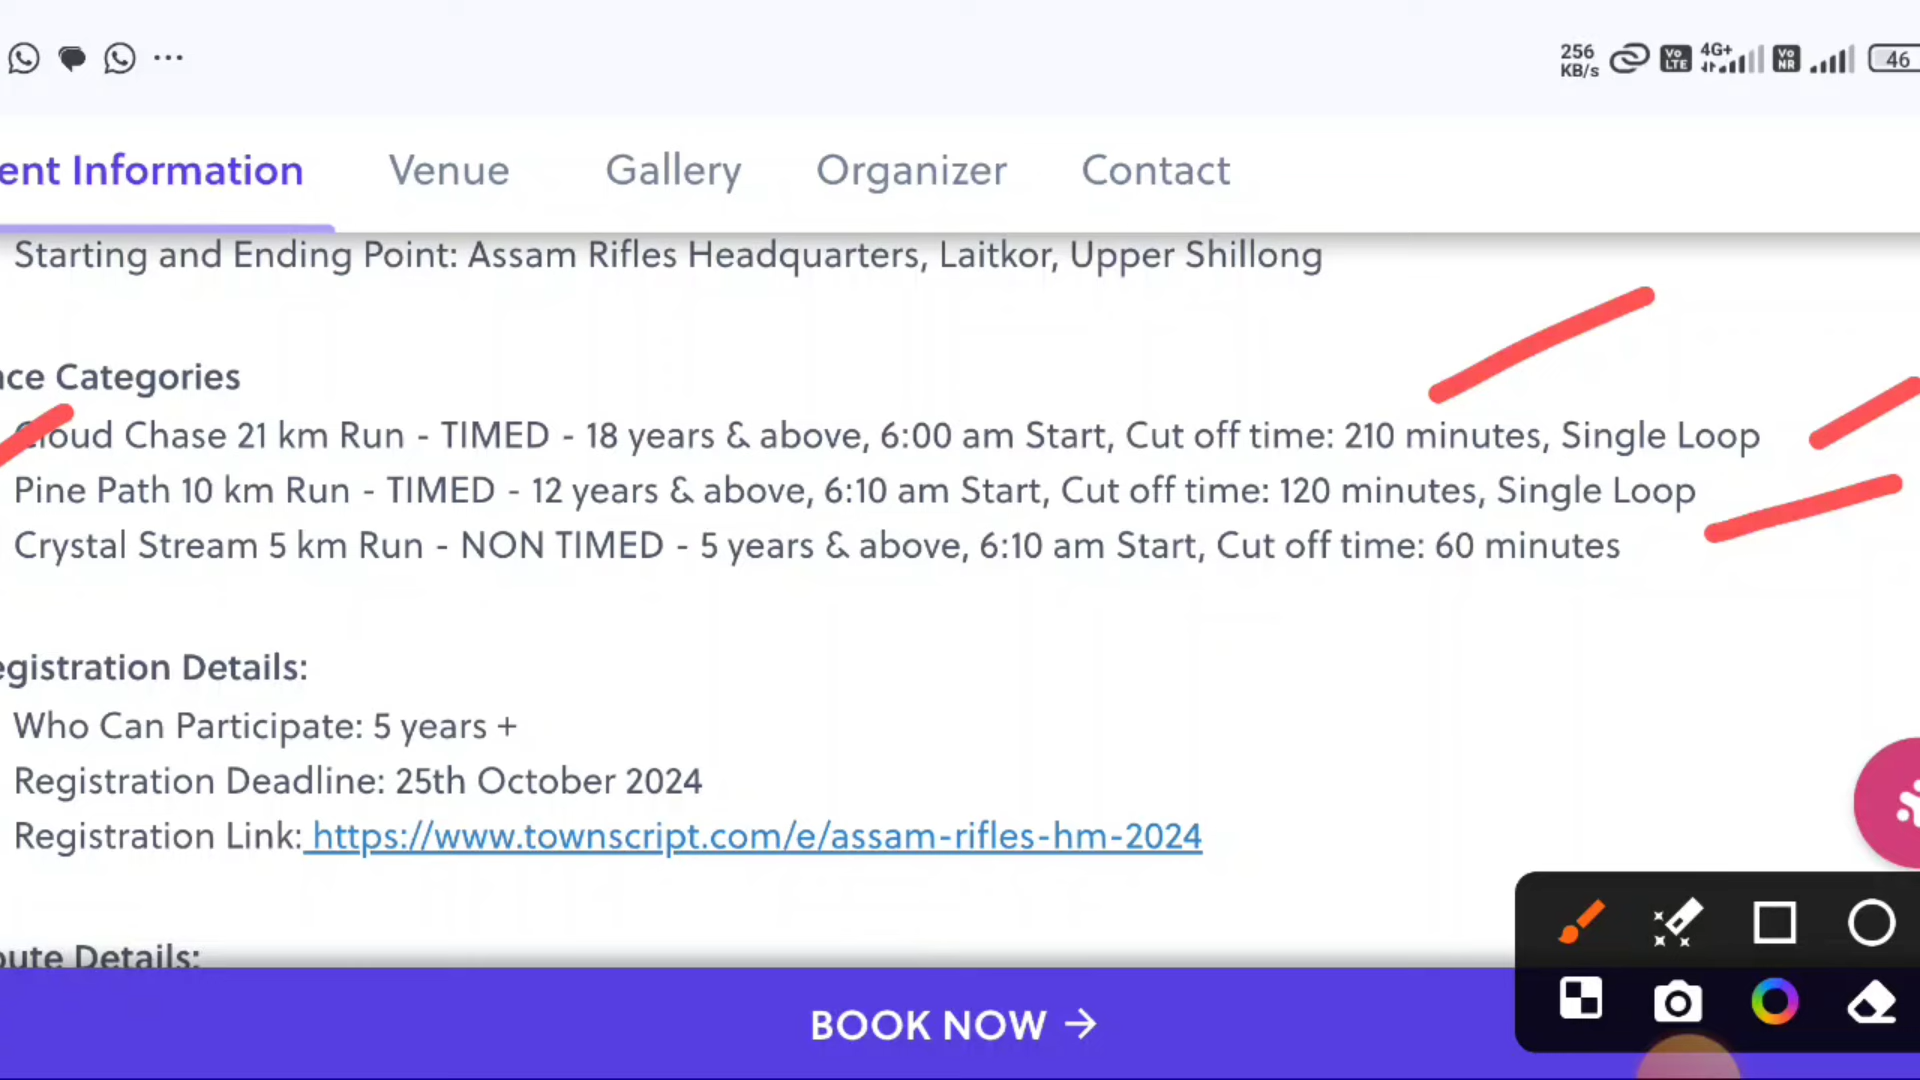 256 KB/s VoLTE 4G+ VoNR 46
ent Information Venue Gallery Organizer Contact
Starting and Ending Point: Assam Rifles Headquarters, Laitkor, Upper Shillong
ace Categories
Cloud Chase 21 km Run - TIMED - 18 years & above, 6:00 am Start, Cut off time: 210 minutes, Single Loop
Pine Path 10 km Run - TIMED - 12 years & above, 6:10 am Start, Cut off time: 120 minutes, Single Loop
Crystal Stream 5 km Run - NON TIMED - 5 years & above, 6:10 am Start, Cut off time: 60 minutes
egistration Details:
Who Can Participate: 5 years +
Registration Deadline: 25th October 2024
Registration Link: https://www.townscript.com/e/assam-rifles-hm-2024
oute Details:
BOOK NOW →